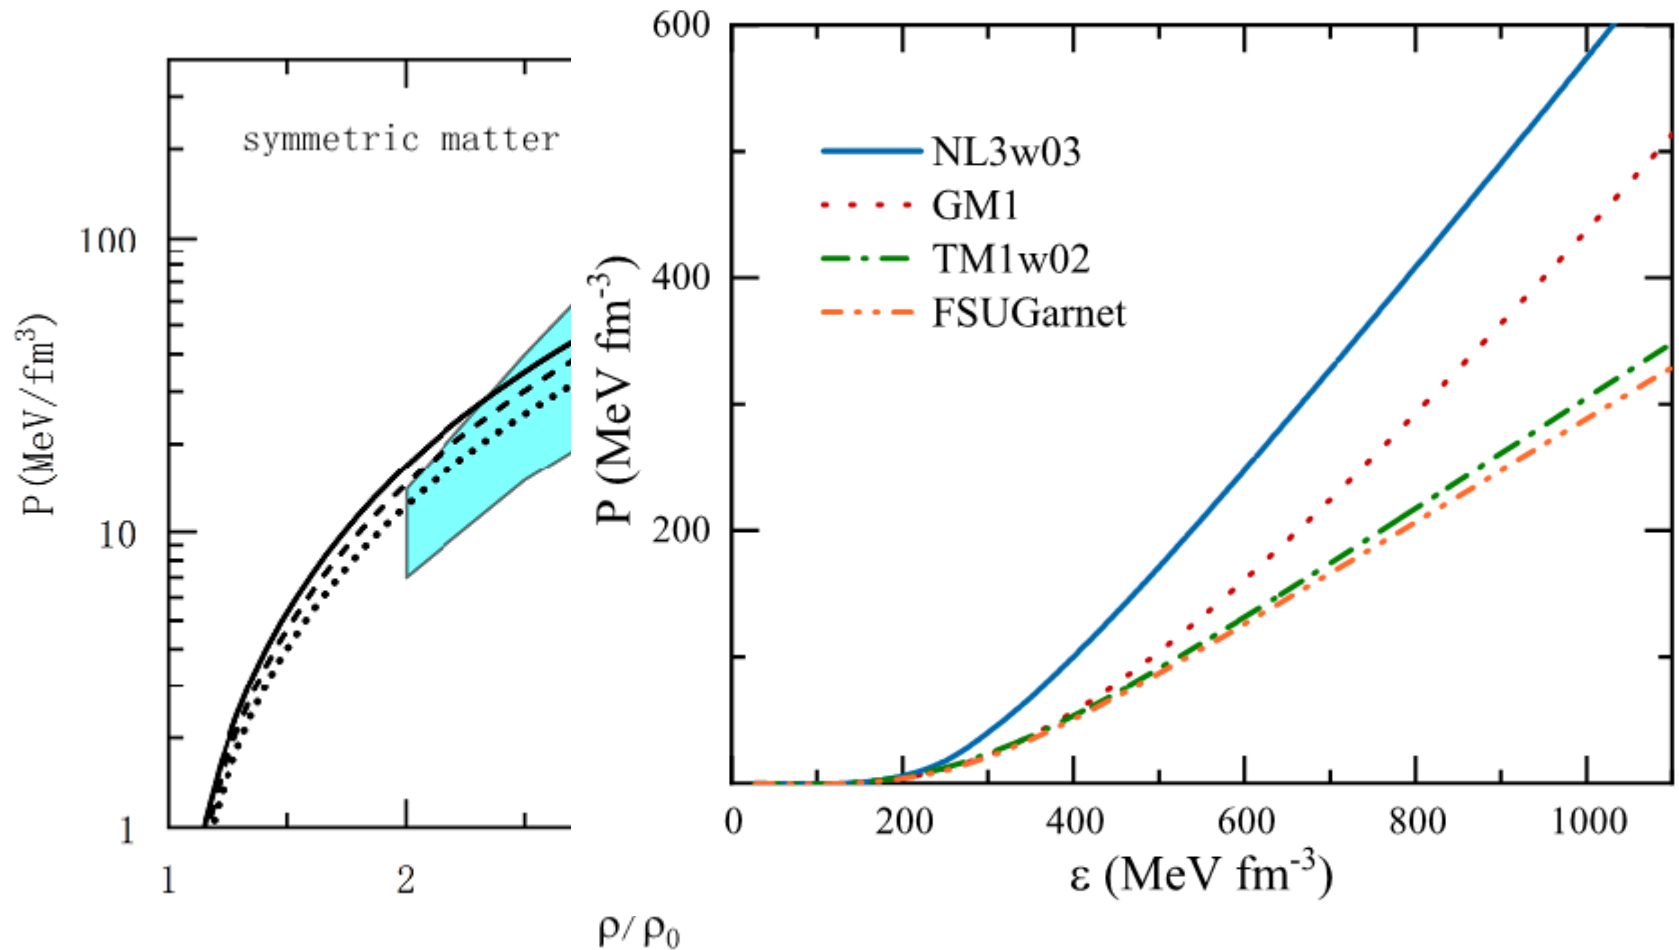 symmetric matter
100
10
1
P(MeV/fm³)
1
2
ρ/ρ₀
600
400
200
P (MeV fm⁻³)
NL3w03
GM1
TM1w02
FSUGarnet
0
200
400
600
800
1000
ε (MeV fm⁻³)